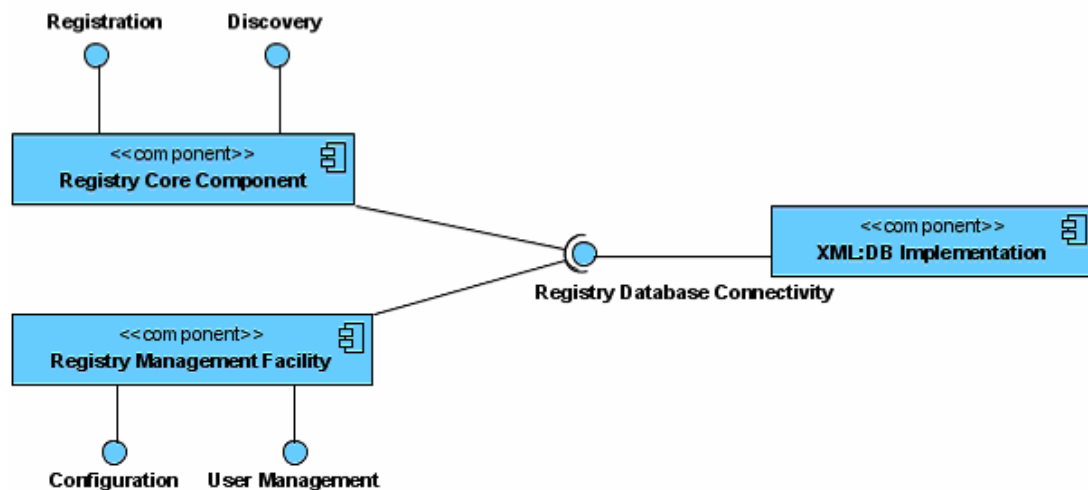 Registration
Discovery
<<component>>
Registry Core Component
<<component>>
XML:DB Implementation
Registry Database Connectivity
<<component>>
Registry Management Facility
Configuration
User Management